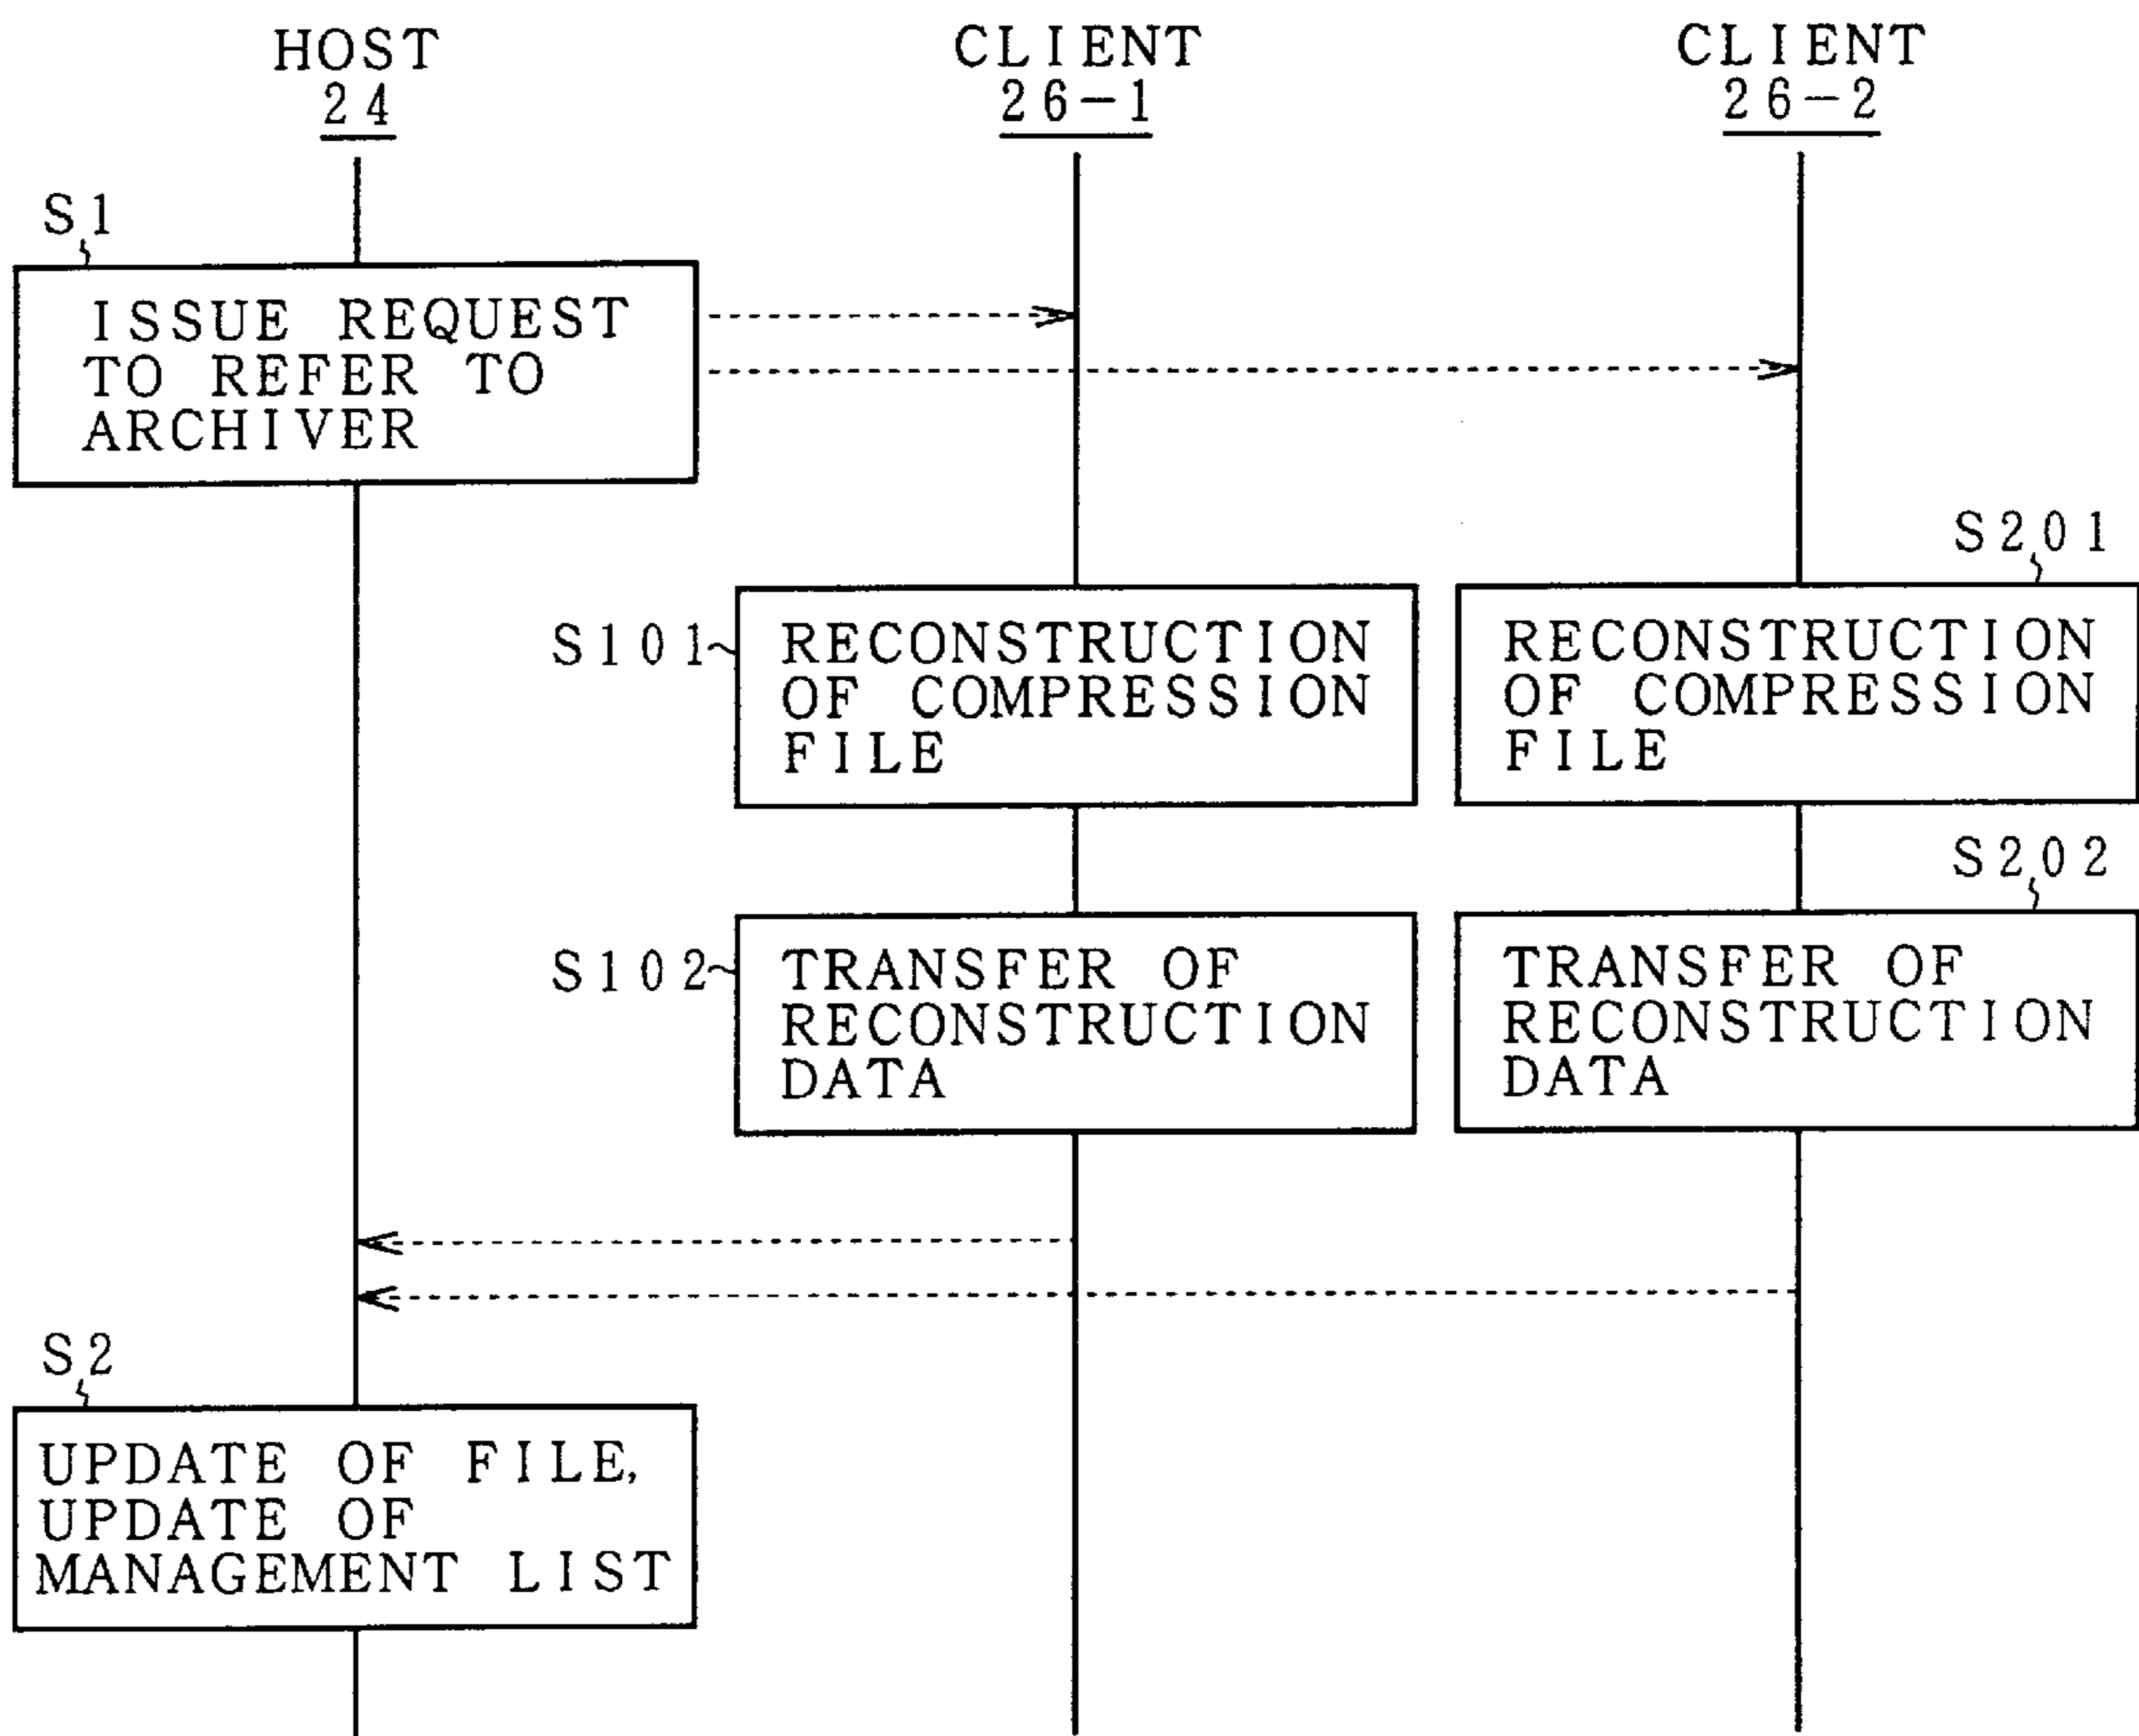 HOST
24
CLIENT
26-1
CLIENT
26-2
S1
ISSUE REQUEST
TO REFER TO
ARCHIVER
S201
S101
RECONSTRUCTION
OF COMPRESSION
FILE
RECONSTRUCTION
OF COMPRESSION
FILE
S202
S102
TRANSFER OF
RECONSTRUCTION
DATA
TRANSFER OF
RECONSTRUCTION
DATA
S2
UPDATE OF FILE,
UPDATE OF
MANAGEMENT LIST